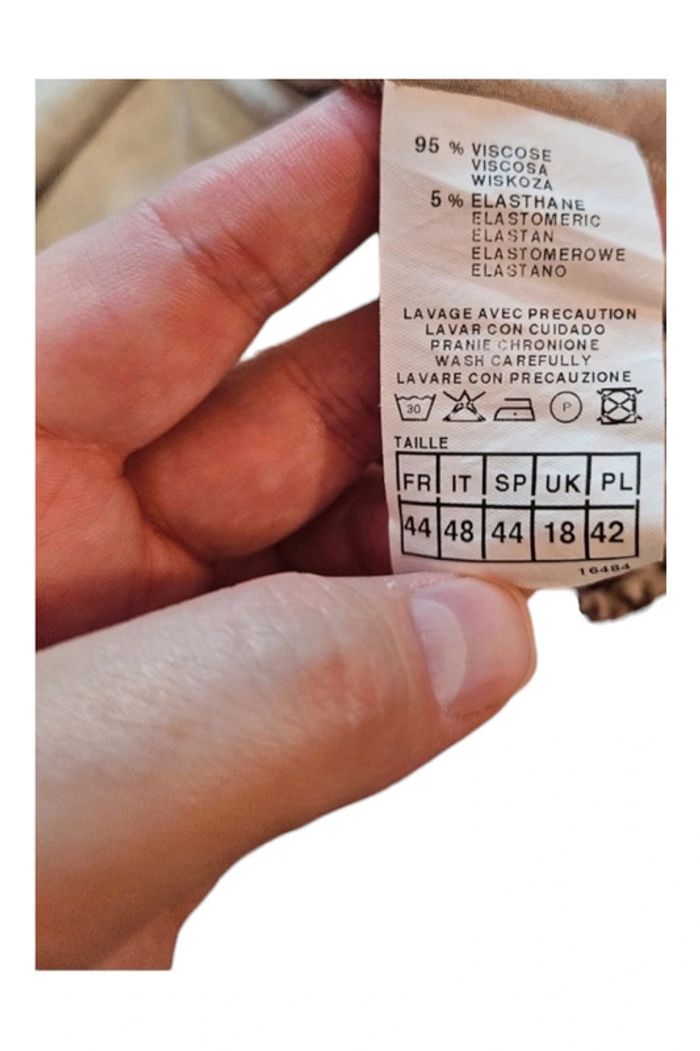 95 % VISCOSE
VISCOSA
WISKOZA
5 % ELASTHANE
ELASTOMERIC
ELASTAN
ELASTOMEROWE
ELASTANO
LAVAGE AVEC PRECAUTION
LAVAR CON CUIDADO
PRANIE CHRONIONE
WASH CAREFULLY
LAVARE CON PRECAUZIONE
30 P
TAILLE
FR IT SP UK PL
44 48 44 18 42
16484